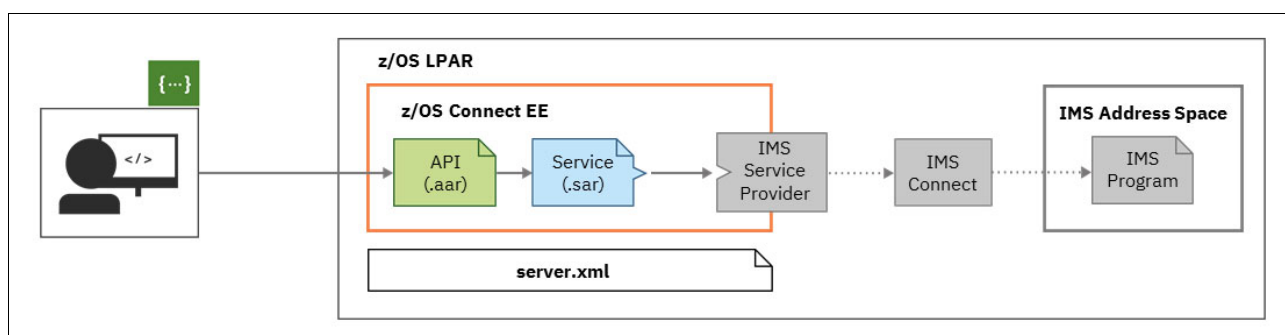 z/OS LPAR
{...}
z/OS Connect EE
IMS Address Space
</>
API
(.aar)
Service
(.sar)
IMS
Service
Provider
IMS
Connect
IMS
Program
server.xml